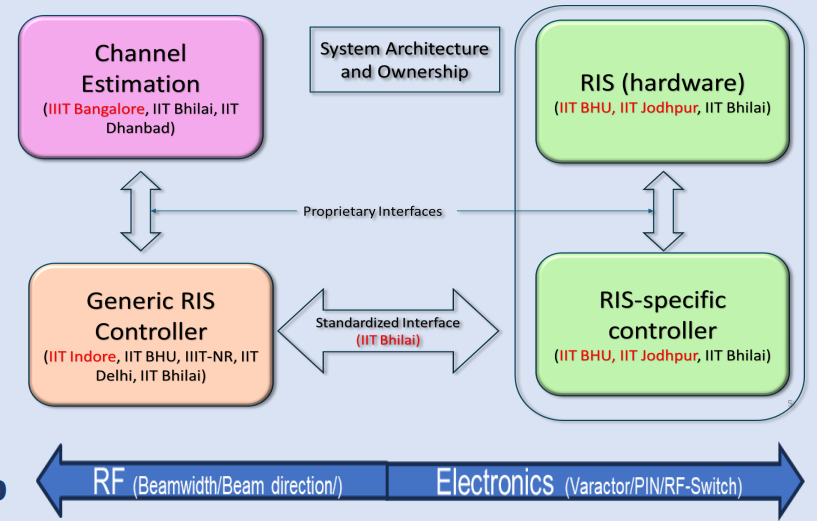 Channel
Estimation
(IIIT Bangalore, IIT Bhilai, IIT
Dhanbad)
System Architecture
and Ownership
RIS (hardware)
(IIT BHU, IIT Jodhpur, IIT Bhilai)
Proprietary Interfaces
Generic RIS
Controller
(IIT Indore, IIT BHU, IIIT-NR, IIT
Delhi, IIT Bhilai)
Standardized Interface
(IIT Bhilai)
RIS-specific
controller
(IIT BHU, IIT Jodhpur, IIT Bhilai)
RF (Beamwidth/Beam direction/)
Electronics (Varactor/PIN/RF-Switch)